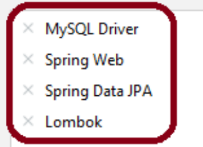 MySQL Driver
Spring Web
Spring Data JPA
Lombok